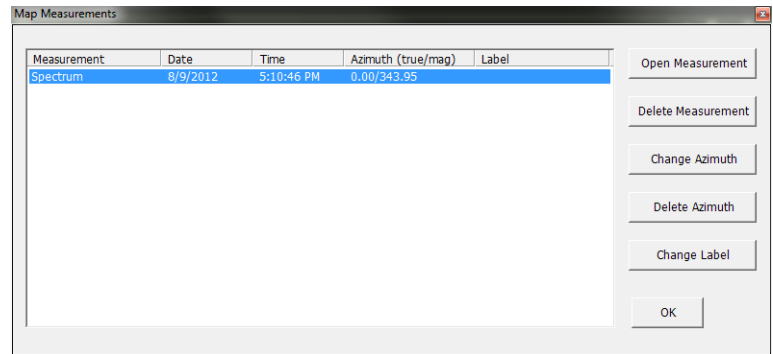 Map Measurements
Measurement Date Time Azimuth (true/mag) Label
Spectrum 8/9/2012 5:10:46 PM 0.00/343.95
Open Measurement
Delete Measurement
Change Azimuth
Delete Azimuth
Change Label
OK